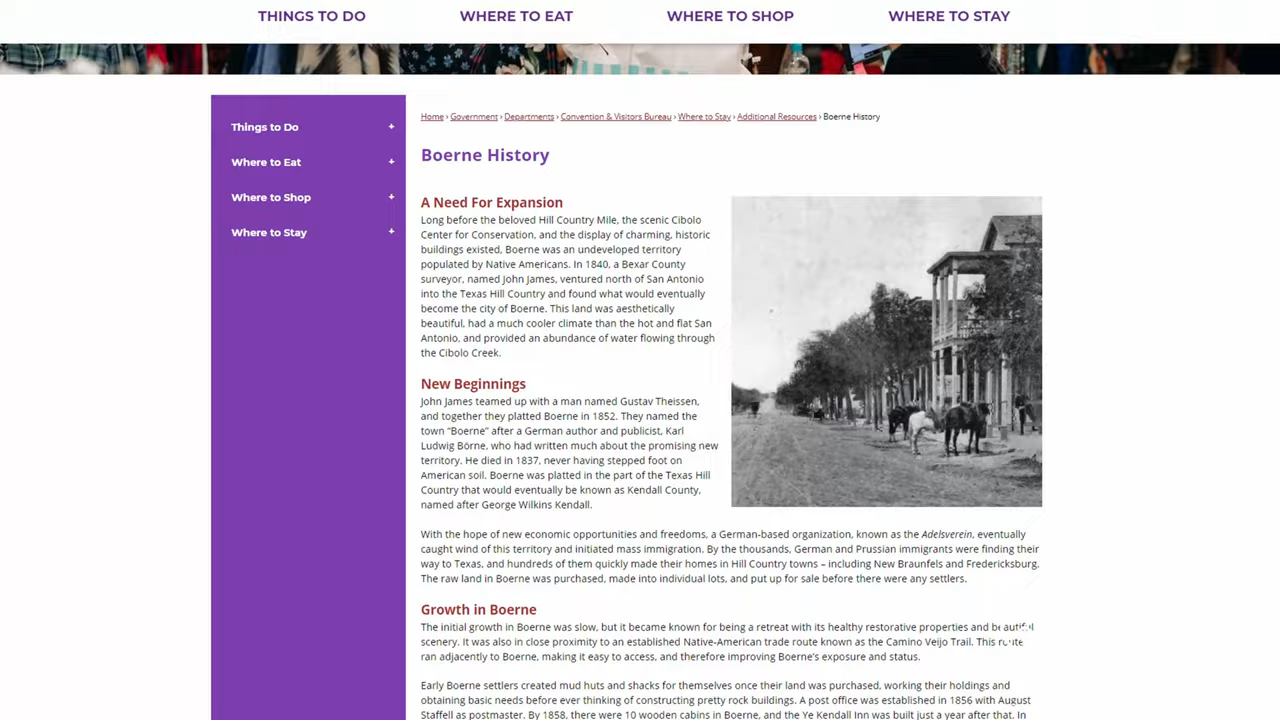 THINGS TO DO
WHERE TO EAT
WHERE TO SHOP
WHERE TO STAY
Things to Do +
Where to Eat +
Where to Shop +
Where to Stay +
Home › Government › Departments › Convention & Visitors Bureau › Where to Stay › Additional Resources › Boerne History
Boerne History
A Need For Expansion
Long before the beloved Hill Country Mile, the scenic Cibolo
Center for Conservation, and the display of charming, historic
buildings existed, Boerne was an undeveloped territory
populated by Native Americans. In 1840, a Bexar County
surveyor, named John James, ventured north of San Antonio
into the Texas Hill Country and found what would eventually
become the city of Boerne. This land was aesthetically
beautiful, had a much cooler climate than the hot and flat San
Antonio, and provided an abundance of water flowing through
the Cibolo Creek.
New Beginnings
John James teamed up with a man named Gustav Theissen,
and together they platted Boerne in 1852. They named the
town “Boerne” after a German author and publicist, Karl
Ludwig Börne, who had written much about the promising new
territory. He died in 1837, never having stepped foot on
American soil. Boerne was platted in the part of the Texas Hill
Country that would eventually be known as Kendall County,
named after George Wilkins Kendall.
With the hope of new economic opportunities and freedoms, a German-based organization, known as the Adelsverein, eventually
caught wind of this territory and initiated mass immigration. By the thousands, German and Prussian immigrants were finding their
way to Texas, and hundreds of them quickly made their homes in Hill Country towns – including New Braunfels and Fredericksburg.
The raw land in Boerne was purchased, made into individual lots, and put up for sale before there were any settlers.
Growth in Boerne
The initial growth in Boerne was slow, but it became known for being a retreat with its healthy restorative properties and beautiful
scenery. It was also in close proximity to an established Native-American trade route known as the Camino Veijo Trail. This route
ran adjacently to Boerne, making it easy to access, and therefore improving Boerne’s exposure and status.
Early Boerne settlers created mud huts and shacks for themselves once their land was purchased, working their holdings and
obtaining basic needs before ever thinking of constructing pretty rock buildings. A post office was established in 1856 with August
Staffell as postmaster. By 1858, there were 10 wooden cabins in Boerne, and the Ye Kendall Inn was built just a year after that. In